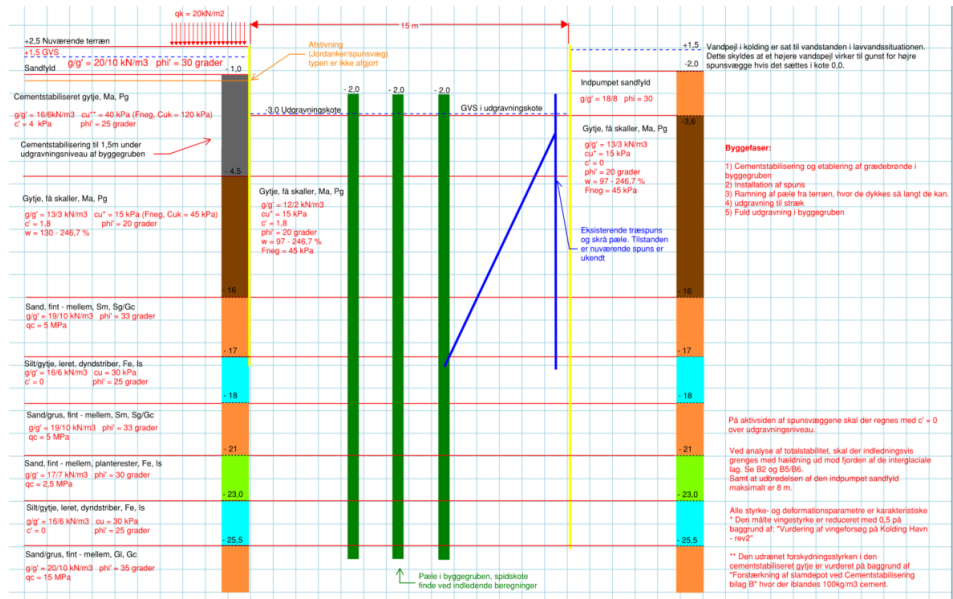 qk = 20kN/m2
15 m
+2,5 Nuværende terræn
+1,5 GVS
g/g' = 20/10 kN/m3 phi' = 30 grader
Sandfyld
- 1,0
Afstivning
(Jordanker/spunsvæg)
typen er ikke afgjort
Cementstabiliseret gytje, Ma, Pg
g/g' = 16/6kN/m3 cu** = 40 kPa (Fneg, Cuk = 120 kPa)
c' = 4 kPa phi' = 25 grader
Cementstabilisering til 1,5m under
udgravningsniveau af byggegruben
- 4,5
Gytje, få skaller, Ma, Pg
g/g' = 13/3 kN/m3 cu* = 15 kPa (Fneg, Cuk = 45 kPa)
c' = 1,8 phi' = 20 grader
w = 130 - 246,7 %
- 16
Sand, fint - mellem, Sm, Sg/Gc
g/g' = 19/10 kN/m3 phi' = 33 grader
qc = 5 MPa
- 17
Silt/gytje, leret, dyndstriber, Fe, Is
g/g' = 16/6 kN/m3 cu = 30 kPa
c' = 0 phi' = 25 grader
- 18
Sand/grus, fint - mellem, Sm, Sg/Gc
g/g' = 19/10 kN/m3 phi' = 33 grader
qc = 5 MPa
- 21
Sand, fint - mellem, planterester, Fe, Is
g/g' = 17/7 kN/m3 phi' = 30 grader
qc = 2,5 MPa
- 23,0
Silt/gytje, leret, dyndstriber, Fe, Is
g/g' = 16/6 kN/m3 cu = 30 kPa
c' = 0 phi' = 25 grader
- 25,5
Sand/grus, fint - mellem, Gl, Gc
g/g' = 20/10 kN/m3 phi' = 35 grader
qc = 15 MPa
- 2,0
- 2,0
- 2,0
-3,0 Udgravningskote
GVS i udgravningskote
Gytje, få skaller, Ma, Pg
g/g' = 12/2 kN/m3
cu* = 15 kPa
c' = 1,8
phi' = 20 grader
w = 97 - 246,7 %
Fneg = 45 kPa
Pæle i byggegruben, spidskote
finde ved indledende beregninger
+1,5
-2,0
Indpumpet sandfyld
g/g' = 18/8 phi = 30
-3,6
Gytje, få skaller, Ma, Pg
g/g' = 13/3 kN/m3
cu* = 15 kPa
c' = 0
phi' = 20 grader
w = 97 - 246,7 %
Fneg = 45 kPa
Eksisterende træspuns
og skrå pæle. Tilstanden
er nuværende spuns er
ukendt
- 16
- 17
- 18
- 21
- 23,0
- 25,5
Vandpejl i kolding er sat til vandstanden i lavvandssituationen.
Dette skyldes at et højere vandspejl virker til gunst for højre
spunsvægge hvis det sættes i kote 0,0.
Byggefaser:
1) Cementstabilisering og etablering af grædebrønde i
byggegruben
2) Installation af spuns
3) Ramning af pæle fra terræn, hvor de dykkes så langt de kan.
4) udgravning til stræk
5) Fuld udgravning i byggegruben
På aktivsiden af spunsvæggene skal der regnes med c' = 0
over udgravningsniveau.
Ved analyse af totalstabilitet, skal der indledningsvis
grenges med hældning ud mod fjorden af de interglaciale
lag. Se B2 og B5/B6.
Samt at udbredelsen af den indpumpet sandfyld
maksimalt er 8 m.
Alle styrke- og deformationsparametre er karakteristiske
* Den målte vingestyrke er reduceret med 0,5 på
baggrund af: "Vurdering af vingeforsøg på Kolding Havn
- rev2"
** Den udrænet forskydningsstyrken i den
cementstabiliseret gytje er vurderet på baggrund af
"Forstærkning af slamdepot ved Cementstabilisering
bilag B" hvor der iblandes 100kg/m3 cement.